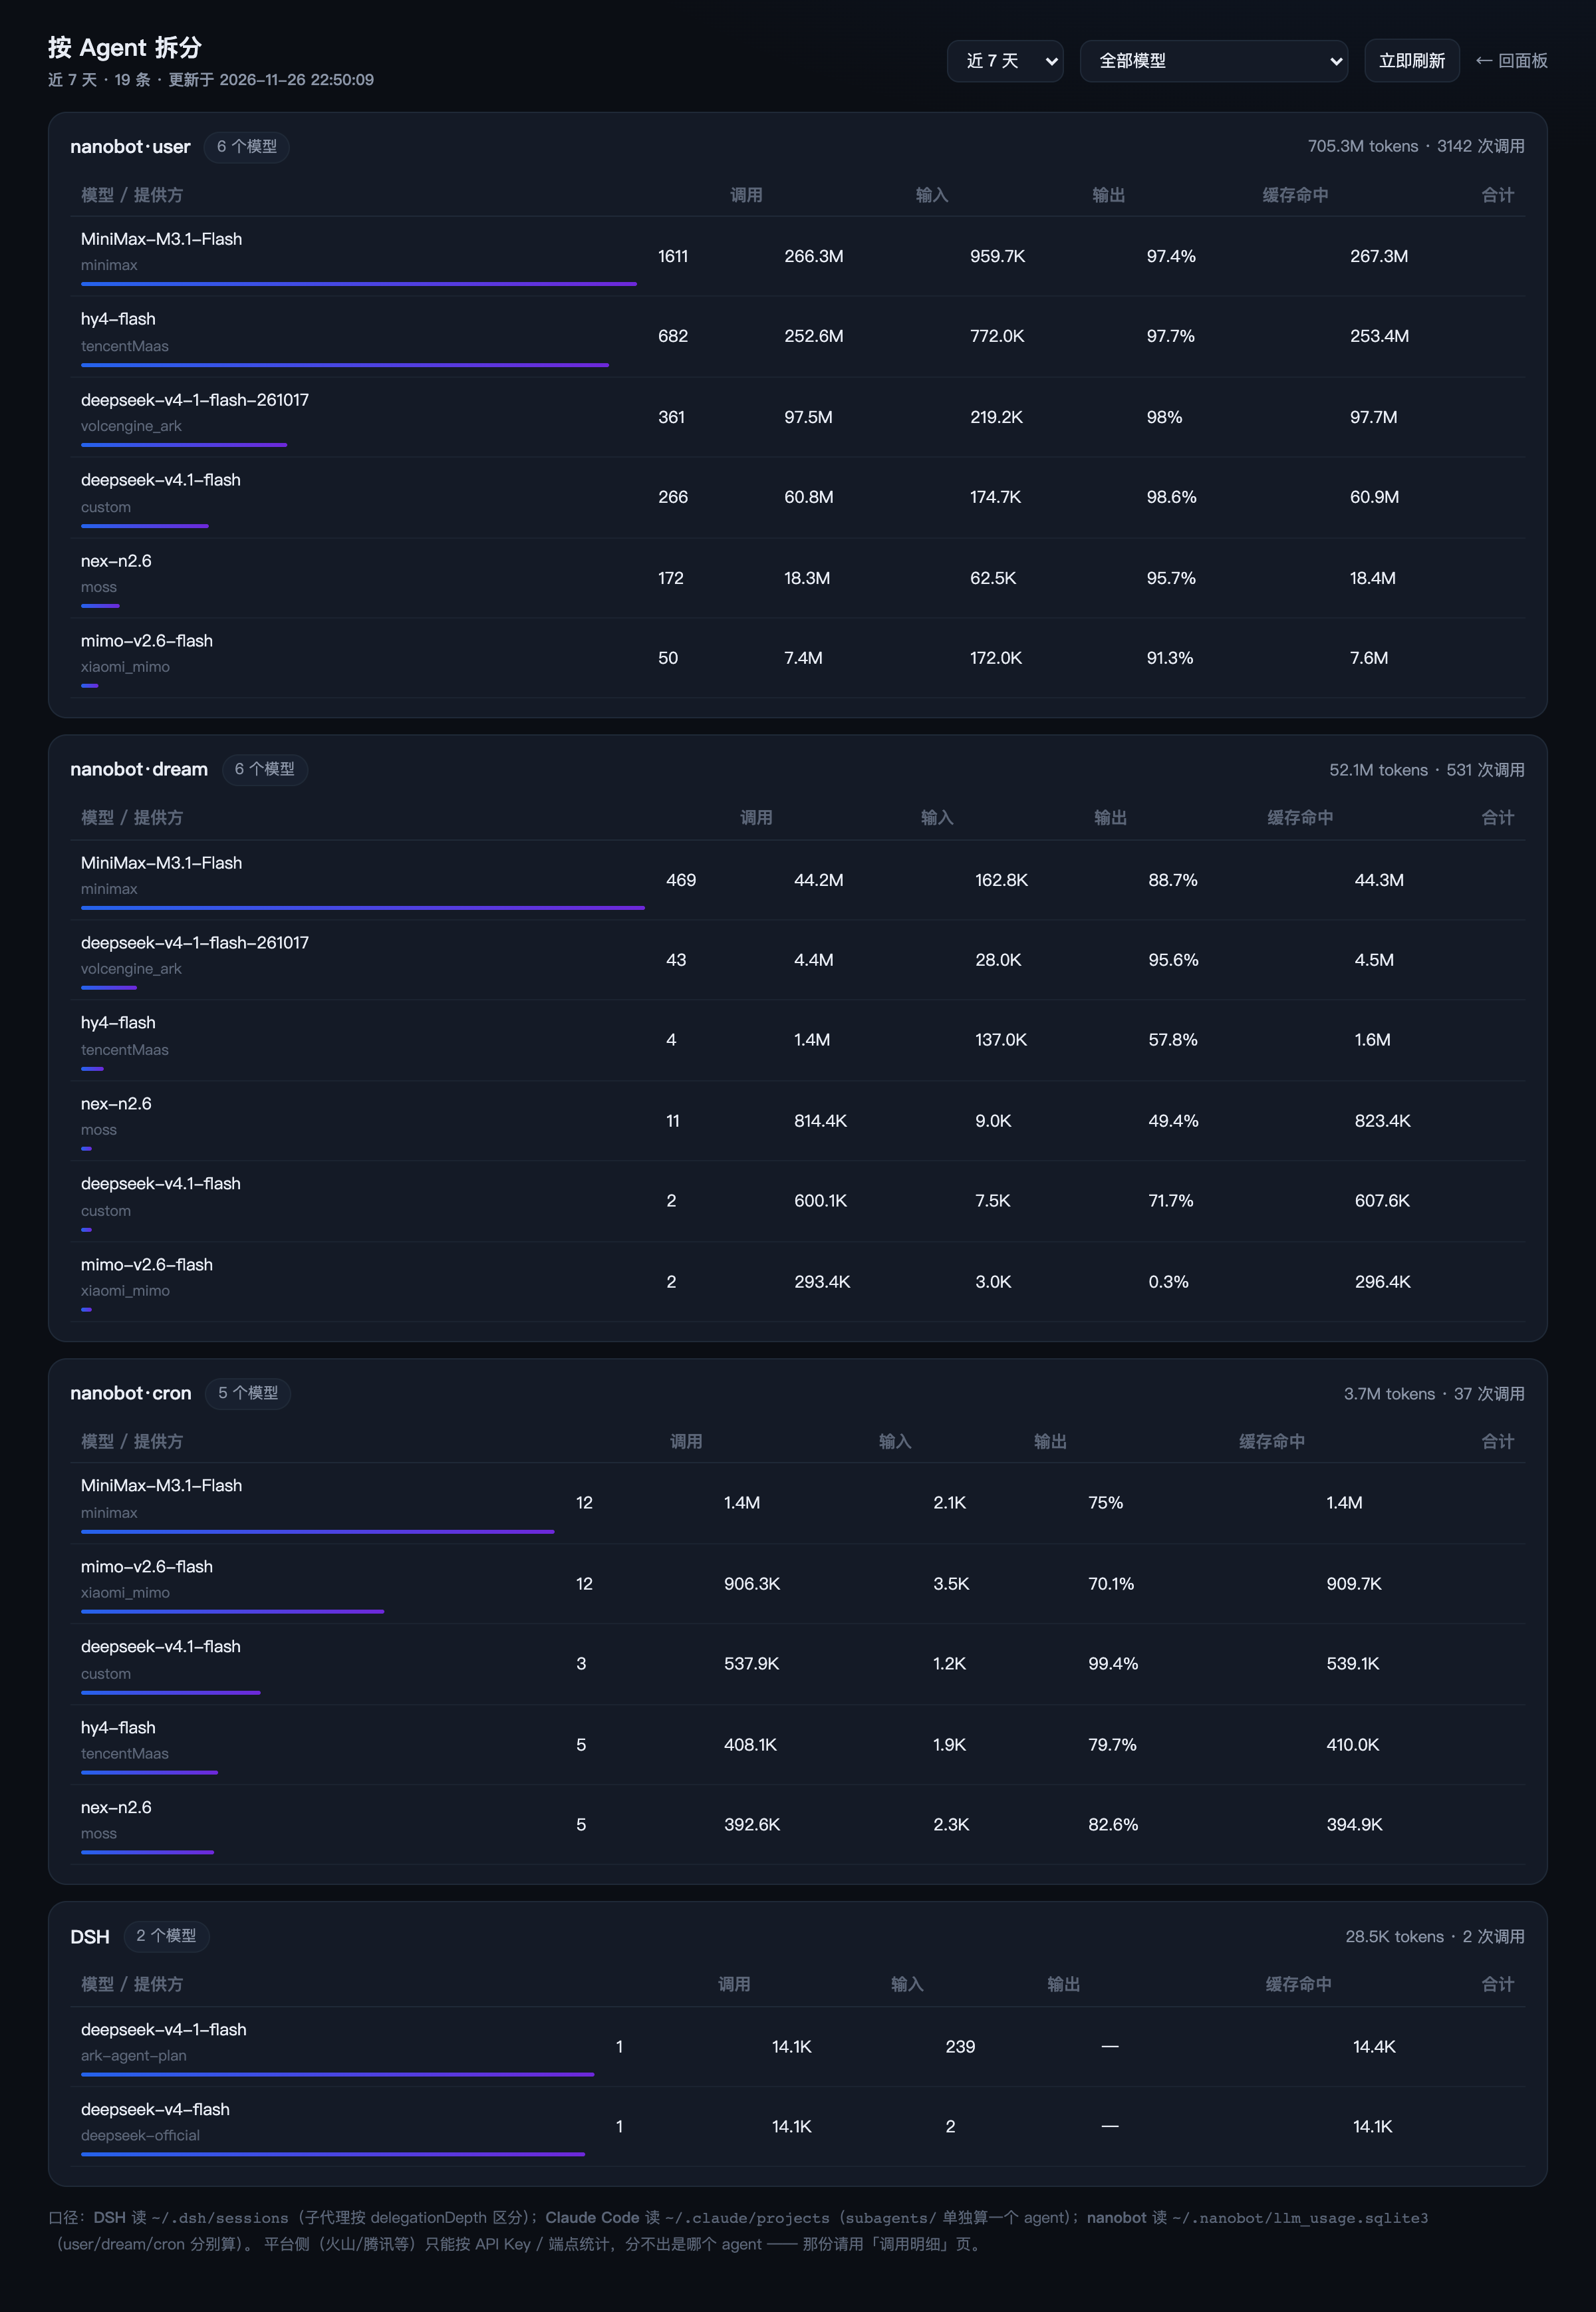 按 Agent 拆分
近 7 天 · 19 条 · 更新于 2026-11-26 22:50:09
近 7 天 全部模型 立即刷新 ← 回面板
nanobot·user 6 个模型 705.3M tokens · 3142 次调用
模型 / 提供方 调用 输入 输出 缓存命中 合计
MiniMax-M3.1-Flash
minimax
1611 266.3M 959.7K 97.4% 267.3M
hy4-flash
tencentMaas
682 252.6M 772.0K 97.7% 253.4M
deepseek-v4-1-flash-261017
volcengine_ark
361 97.5M 219.2K 98% 97.7M
deepseek-v4.1-flash
custom
266 60.8M 174.7K 98.6% 60.9M
nex-n2.6
moss
172 18.3M 62.5K 95.7% 18.4M
mimo-v2.6-flash
xiaomi_mimo
50 7.4M 172.0K 91.3% 7.6M
nanobot·dream 6 个模型 52.1M tokens · 531 次调用
模型 / 提供方 调用 输入 输出 缓存命中 合计
MiniMax-M3.1-Flash
minimax
469 44.2M 162.8K 88.7% 44.3M
deepseek-v4-1-flash-261017
volcengine_ark
43 4.4M 28.0K 95.6% 4.5M
hy4-flash
tencentMaas
4 1.4M 137.0K 57.8% 1.6M
nex-n2.6
moss
11 814.4K 9.0K 49.4% 823.4K
deepseek-v4.1-flash
custom
2 600.1K 7.5K 71.7% 607.6K
mimo-v2.6-flash
xiaomi_mimo
2 293.4K 3.0K 0.3% 296.4K
nanobot·cron 5 个模型 3.7M tokens · 37 次调用
模型 / 提供方 调用 输入 输出 缓存命中 合计
MiniMax-M3.1-Flash
minimax
12 1.4M 2.1K 75% 1.4M
mimo-v2.6-flash
xiaomi_mimo
12 906.3K 3.5K 70.1% 909.7K
deepseek-v4.1-flash
custom
3 537.9K 1.2K 99.4% 539.1K
hy4-flash
tencentMaas
5 408.1K 1.9K 79.7% 410.0K
nex-n2.6
moss
5 392.6K 2.3K 82.6% 394.9K
DSH 2 个模型 28.5K tokens · 2 次调用
模型 / 提供方 调用 输入 输出 缓存命中 合计
deepseek-v4-1-flash
ark-agent-plan
1 14.1K 239 — 14.4K
deepseek-v4-flash
deepseek-official
1 14.1K 2 — 14.1K
口径：DSH 读 ~/.dsh/sessions（子代理按 delegationDepth 区分）；Claude Code 读 ~/.claude/projects（subagents/ 单独算一个 agent）；nanobot 读 ~/.nanobot/llm_usage.sqlite3
（user/dream/cron 分别算）。 平台侧（火山/腾讯等）只能按 API Key / 端点统计，分不出是哪个 agent —— 那份请用「调用明细」页。